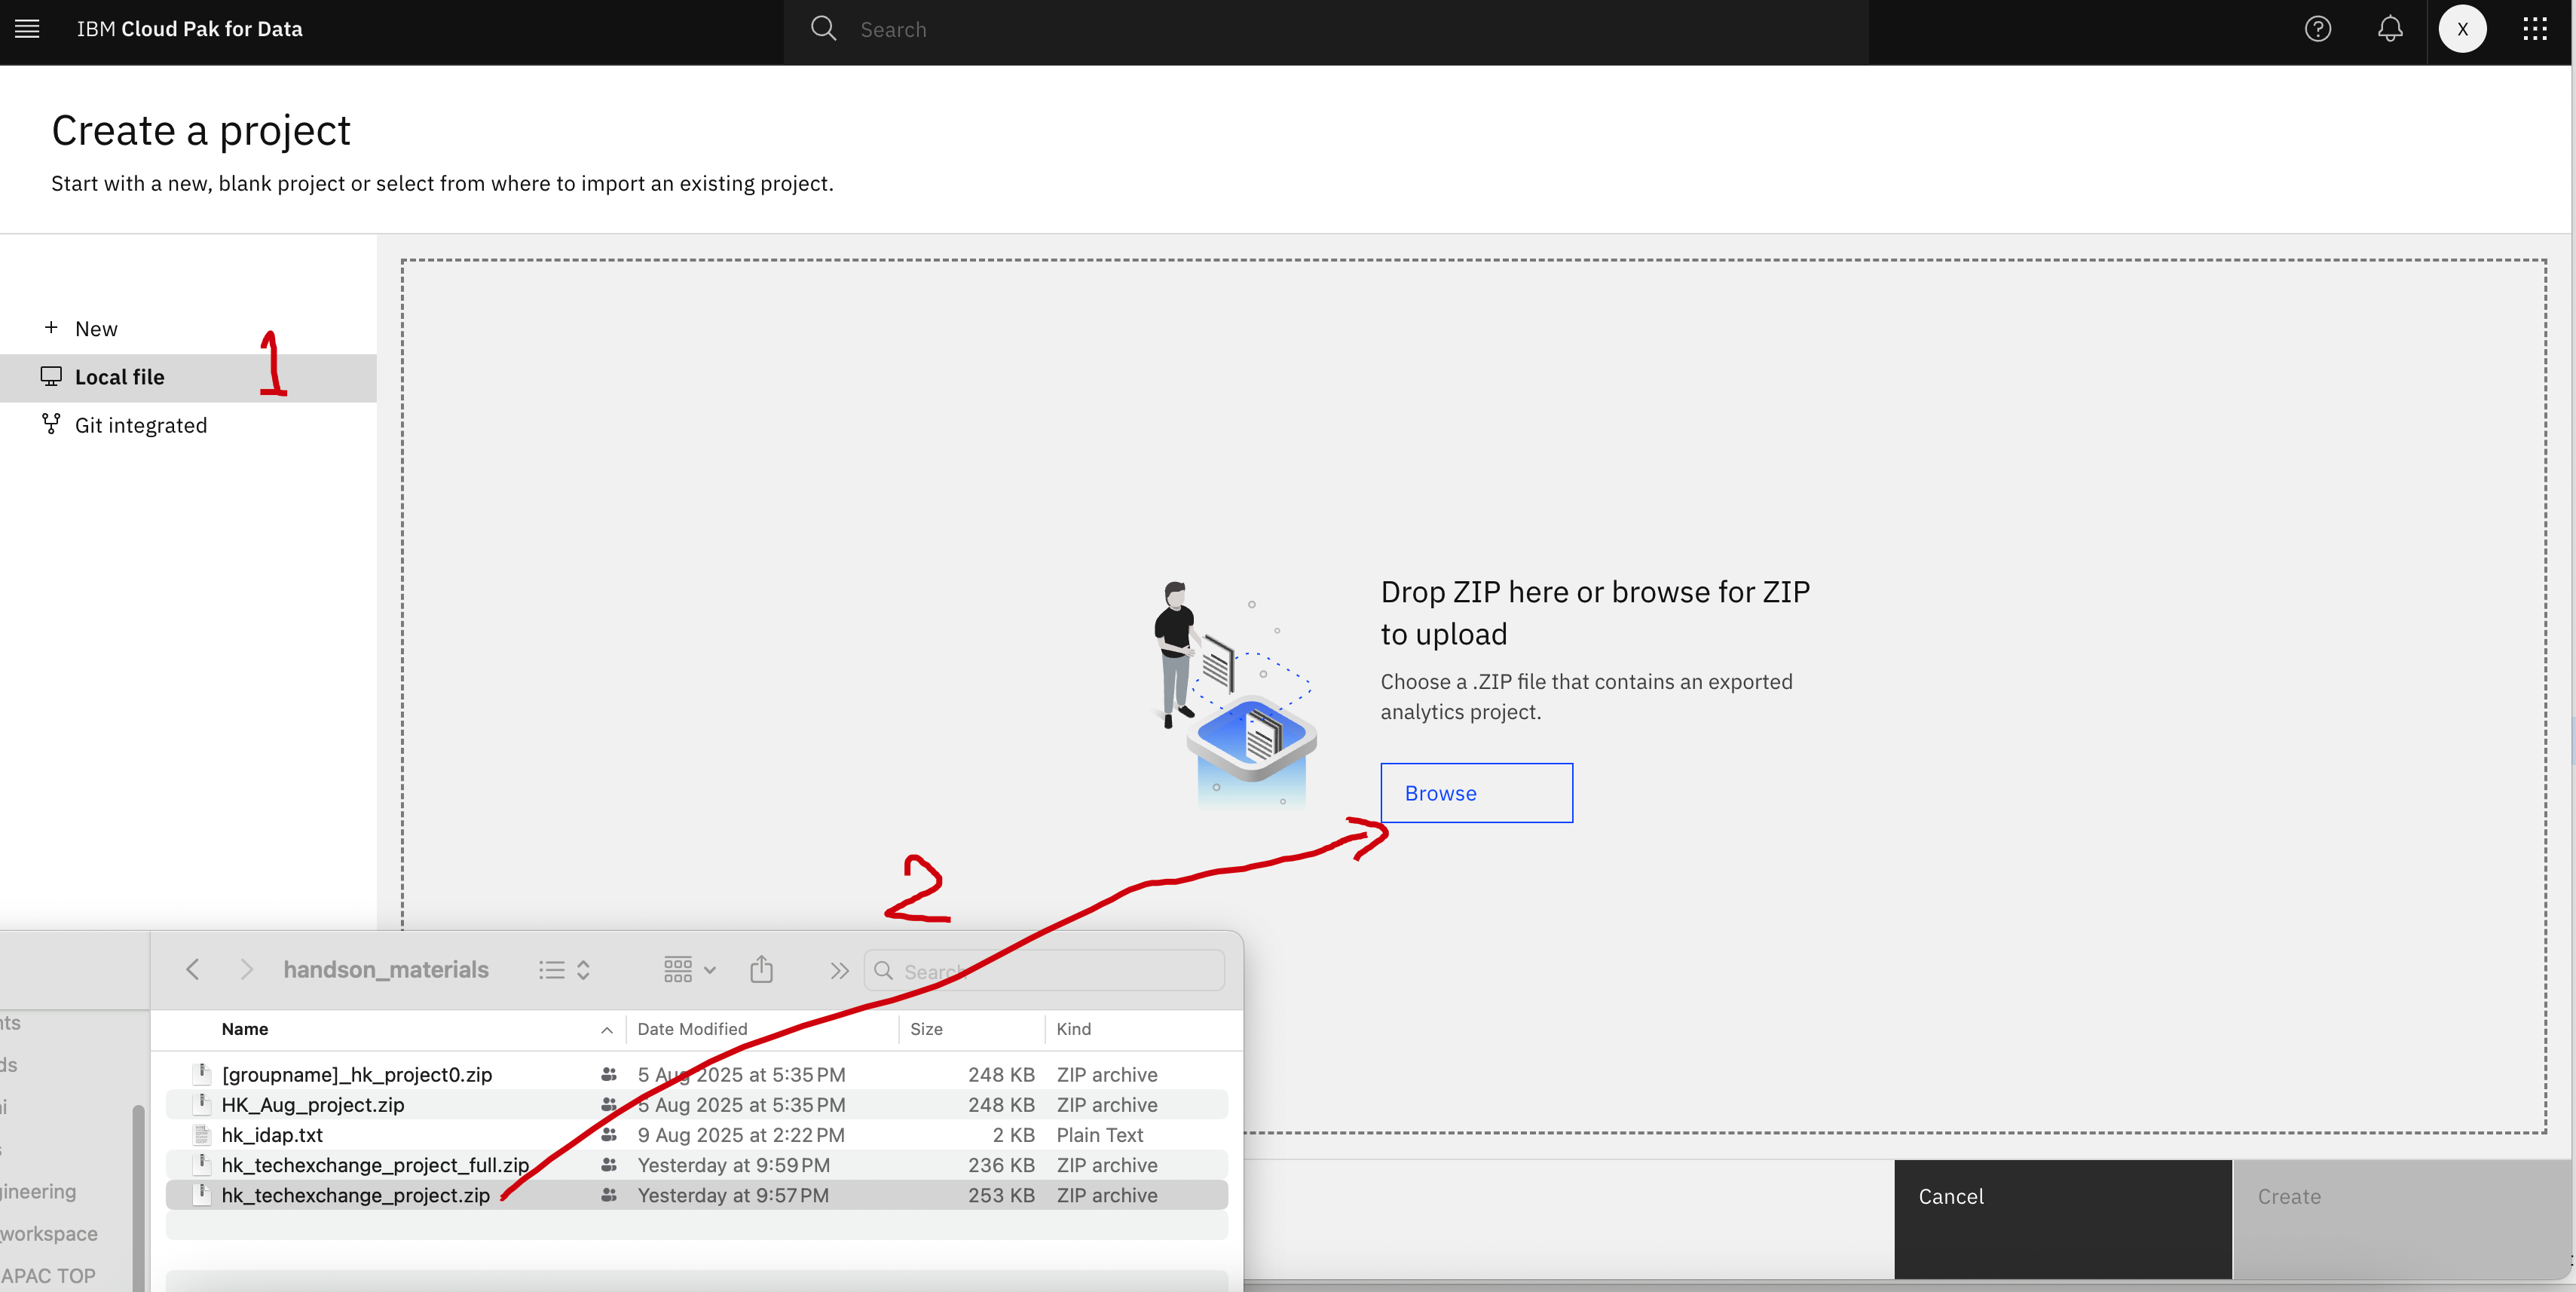 IBM Cloud Pak for Data
Search
X
Create a project
Start with a new, blank project or select from where to import an existing project.
+ New
Local file
1
Git integrated
Drop ZIP here or browse for ZIP
to upload
Choose a .ZIP file that contains an exported
analytics project.
Browse
2
handson_materials
Search
Name Date Modified Size Kind
[groupname]_hk_project0.zip 5 Aug 2025 at 5:35 PM 248 KB ZIP archive
HK_Aug_project.zip 5 Aug 2025 at 5:35 PM 248 KB ZIP archive
hk_idap.txt 9 Aug 2025 at 2:22 PM 2 KB Plain Text
hk_techexchange_project_full.zip Yesterday at 9:59 PM 236 KB ZIP archive
hk_techexchange_project.zip Yesterday at 9:57 PM 253 KB ZIP archive
workspace
APAC TOP
Cancel
Create